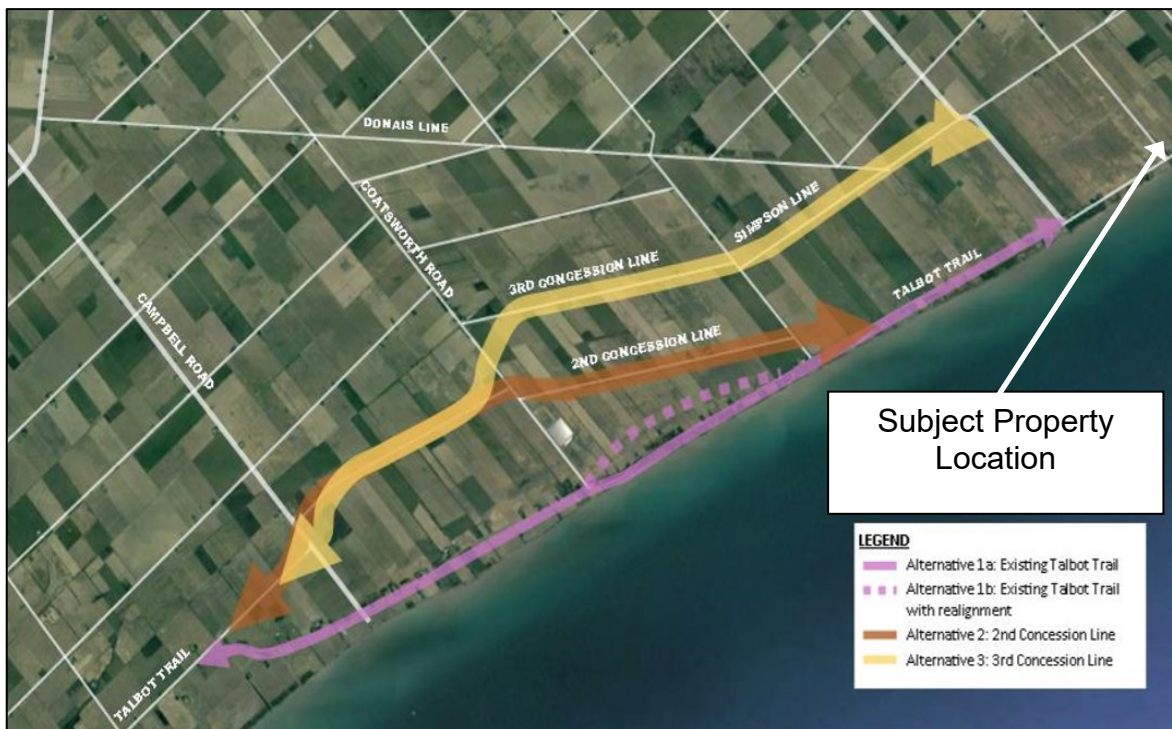 DONAIS LINE
COATSWORTH ROAD
SIMPSON LINE
3RD CONCESSION LINE
TALBOT TRAIL
CAMPBELL ROAD
2ND CONCESSION LINE
Subject Property
Location
LEGEND
Alternative 1a: Existing Talbot Trail
Alternative 1b: Existing Talbot Trail
with realignment
Alternative 2: 2nd Concession Line
Alternative 3: 3rd Concession Line
TALBOT TRAIL